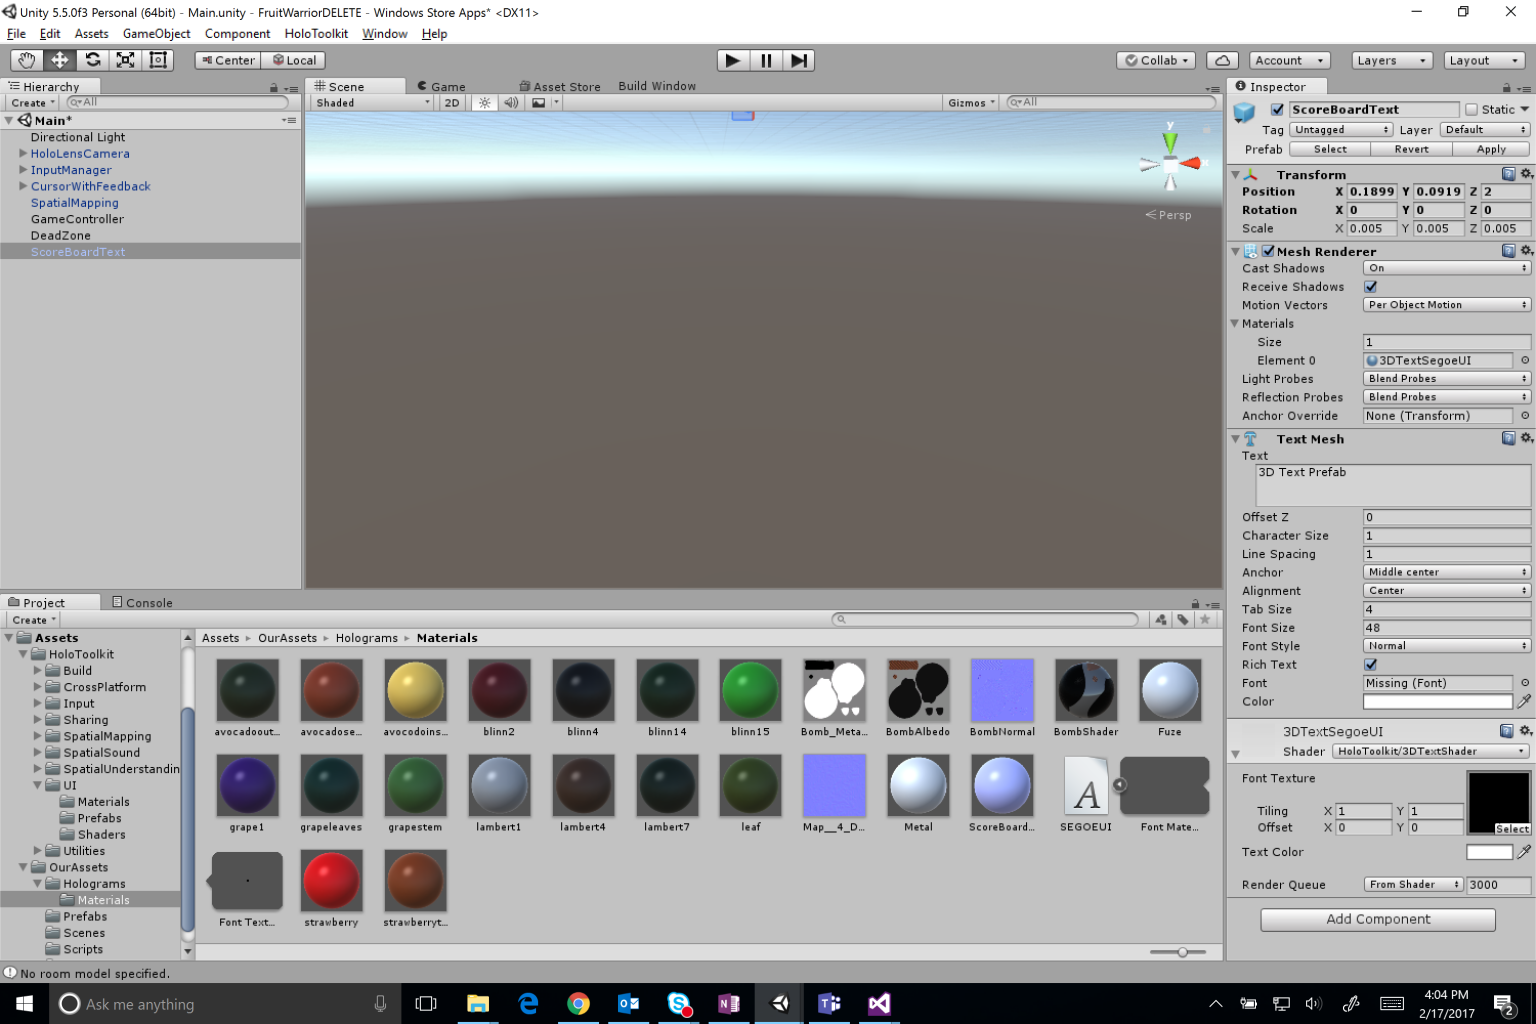 Unity 5.5.0f3 Personal (64bit) - Main.unity - FruitWarriorDELETE - Windows Store Apps* <DX11>
File Edit Assets GameObject Component HoloToolkit Window Help
Center Local Collab Account Layers Layout
Hierarchy
Create All
Main*
Directional Light
HoloLensCamera
InputManager
CursorWithFeedback
SpatialMapping
GameController
DeadZone
ScoreBoardText
Scene Game Asset Store Build Window
Shaded 2D Gizmos All
y
x
Persp
Inspector
ScoreBoardText Static
Tag Untagged Layer Default
Prefab Select Revert Apply
Transform
Position X 0.1899 Y 0.0919 Z 2
Rotation X 0 Y 0 Z 0
Scale X 0.005 Y 0.005 Z 0.005
Mesh Renderer
Cast Shadows On
Receive Shadows
Motion Vectors Per Object Motion
Materials
Size 1
Element 0 3DTextSegoeUI
Light Probes Blend Probes
Reflection Probes Blend Probes
Anchor Override None (Transform)
Text Mesh
Text
3D Text Prefab
Offset Z 0
Character Size 1
Line Spacing 1
Anchor Middle center
Alignment Center
Tab Size 4
Font Size 48
Font Style Normal
Rich Text
Font Missing (Font)
Color
3DTextSegoeUI
Shader HoloToolkit/3DTextShader
Font Texture
Tiling X 1 Y 1
Offset X 0 Y 0
Select
Text Color
Render Queue From Shader 3000
Add Component
Project Console
Create
Assets
HoloToolkit
Build
CrossPlatform
Input
Sharing
SpatialMapping
SpatialSound
SpatialUnderstandin
UI
Materials
Prefabs
Shaders
Utilities
OurAssets
Holograms
Materials
Prefabs
Scenes
Scripts
Assets OurAssets Holograms Materials
avocadoout... avocadose... avocodoins... blinn2 blinn4 blinn14 blinn15 Bomb_Meta... BombAlbedo BombNormal BombShader Fuze
A
grape1 grapeleaves grapestem lambert1 lambert4 lambert7 leaf Map__4_D... Metal ScoreBoard... SEGOEUI Font Mate...
Font Text... strawberry strawberryt...
No room model specified.
Ask me anything
4:04 PM
2/17/2017
2